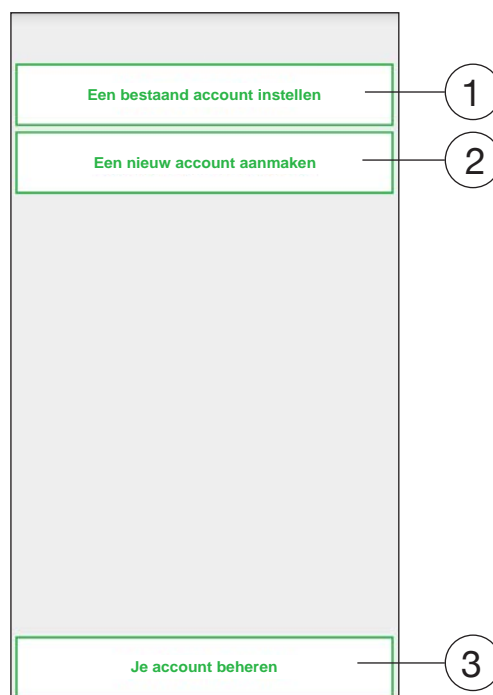 Een bestaand account instellen
1
Een nieuw account aanmaken
2
Je account beheren
3